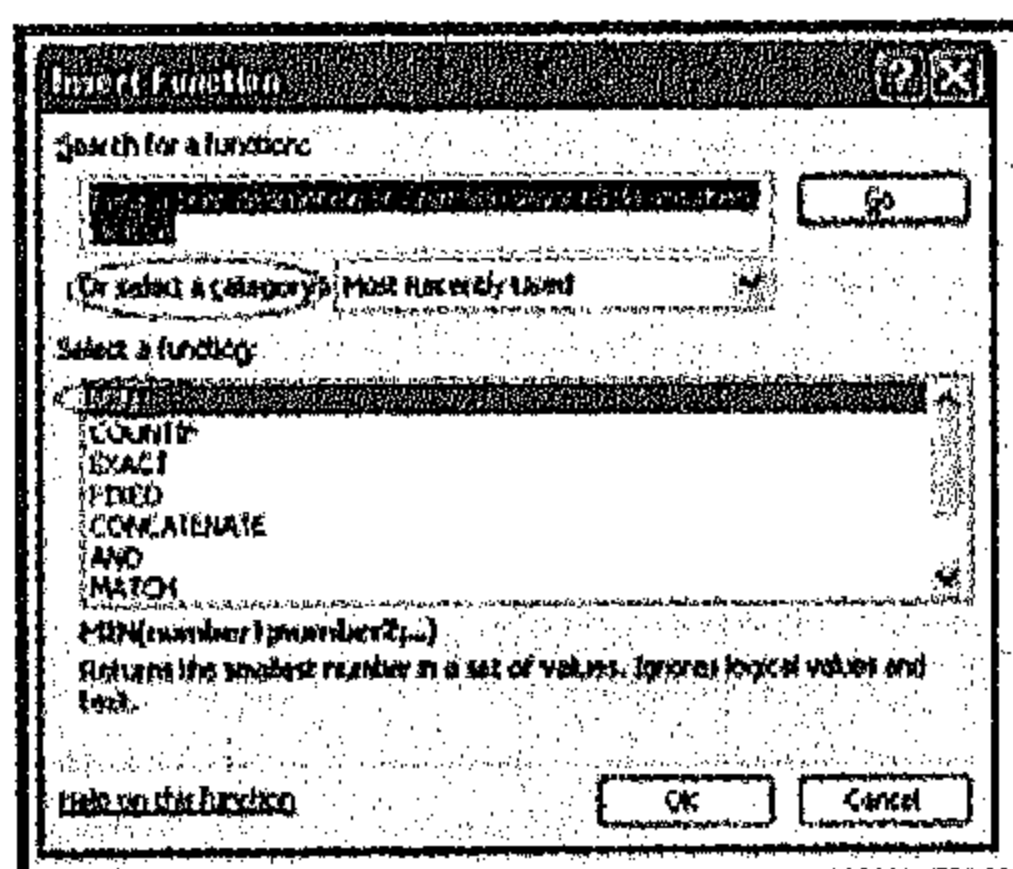 Insert Function
Search for a function:
Go
Or select a category: Most Recently Used
Select a function:
COUNTIF
EXACT
FIXED
CONCATENATE
AND
MATCH
MIN(number1;number2;...)
Returns the smallest number in a set of values. Ignores logical values and
text.
Help on this function
OK
Cancel